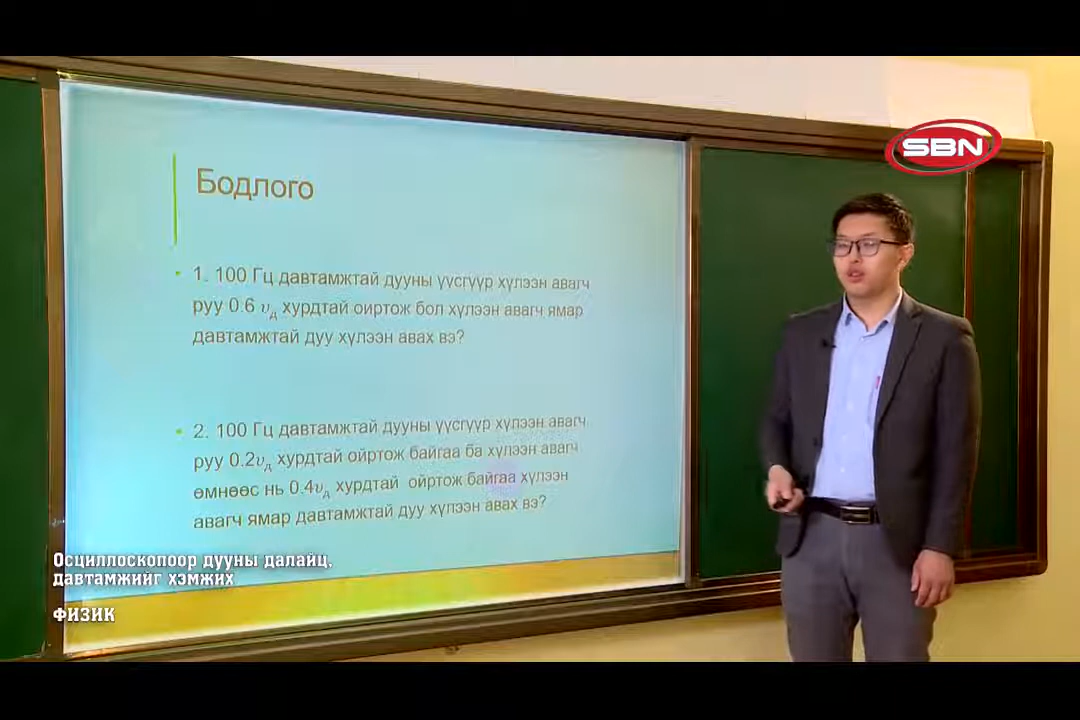 SBN
Бодлого
1. 100 Гц давтамжтай дууны үүсгүүр хүлээн авагч
руу 0.6 υд хурдтай оиртож бол хүлээн авагч ямар
давтамжтай дуу хүлээн авах вэ?
2. 100 Гц давтамжтай дууны үүсгүүр хүлээн авагч
руу 0.2υд хурдтай ойртож байгаа ба хүлээн авагч
өмнөөс нь 0.4υд хурдтай ойртож байгаа хүлээн
авагч ямар давтамжтай дуу хүлээн авах вэ?
Осциллоскопоор дууны далайц,
давтамжийг хэмжих
ФИЗИК